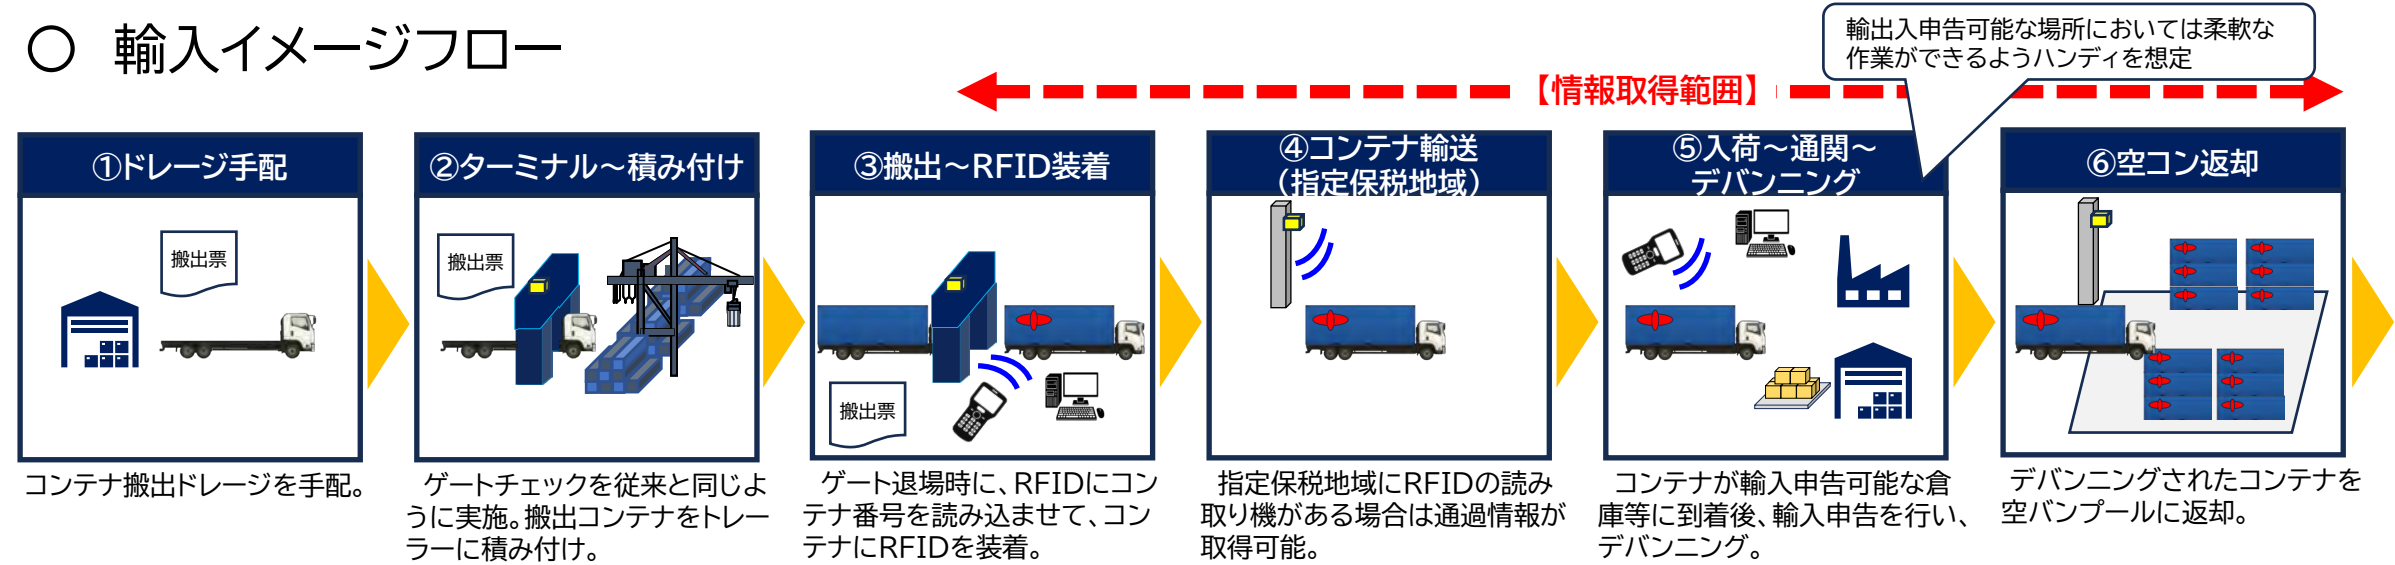 〇 輸入イメージフロー
輸出入申告可能な場所においては柔軟な
作業ができるようハンディを想定
【情報取得範囲】
①ドレージ手配
搬出票
コンテナ搬出ドレージを手配。
②ターミナル～積み付け
搬出票
ゲートチェックを従来と同じよ
うに実施。搬出コンテナをトレー
ラーに積み付け。
③搬出～RFID装着
搬出票
ゲート退場時に、RFIDにコン
テナ番号を読み込ませて、コン
テナにRFIDを装着。
④コンテナ輸送
（指定保税地域）
指定保税地域にRFIDの読み
取り機がある場合は通過情報が
取得可能。
⑤入荷～通関～
デバンニング
コンテナが輸入申告可能な倉
庫等に到着後、輸入申告を行い、
デバンニング。
⑥空コン返却
デバンニングされたコンテナを
空バンプールに返却。